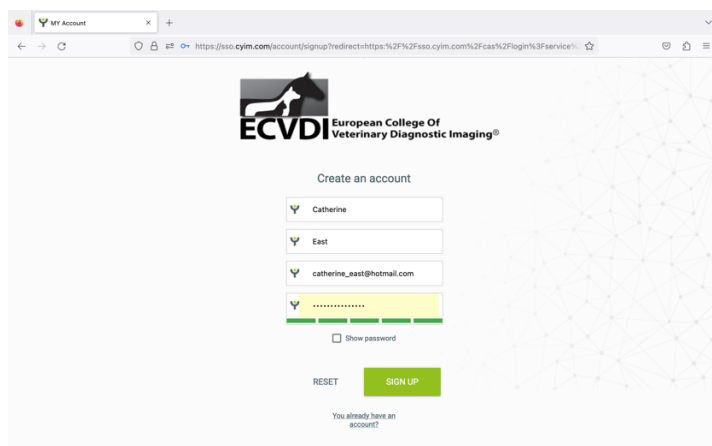 MY Account
https://sso.cyim.com/account/signup?redirect=https:%2F%2Fsso.cyim.com%2Fcas%2Flogin%3Fservice%
ECVDI European College Of
Veterinary Diagnostic Imaging®
Create an account
Catherine
East
catherine_east@hotmail.com
Show password
RESET
SIGN UP
You already have an
account?